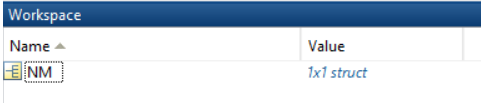 Workspace
Name Value
NM 1x1 struct